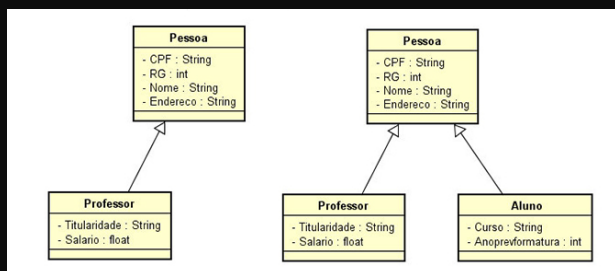 Pessoa
- CPF : String
- RG : int
- Nome : String
- Endereco : String
Professor
- Titularidade : String
- Salario : float
Pessoa
- CPF : String
- RG : int
- Nome : String
- Endereco : String
Professor
- Titularidade : String
- Salario : float
Aluno
- Curso : String
- Anoprevformatura : int